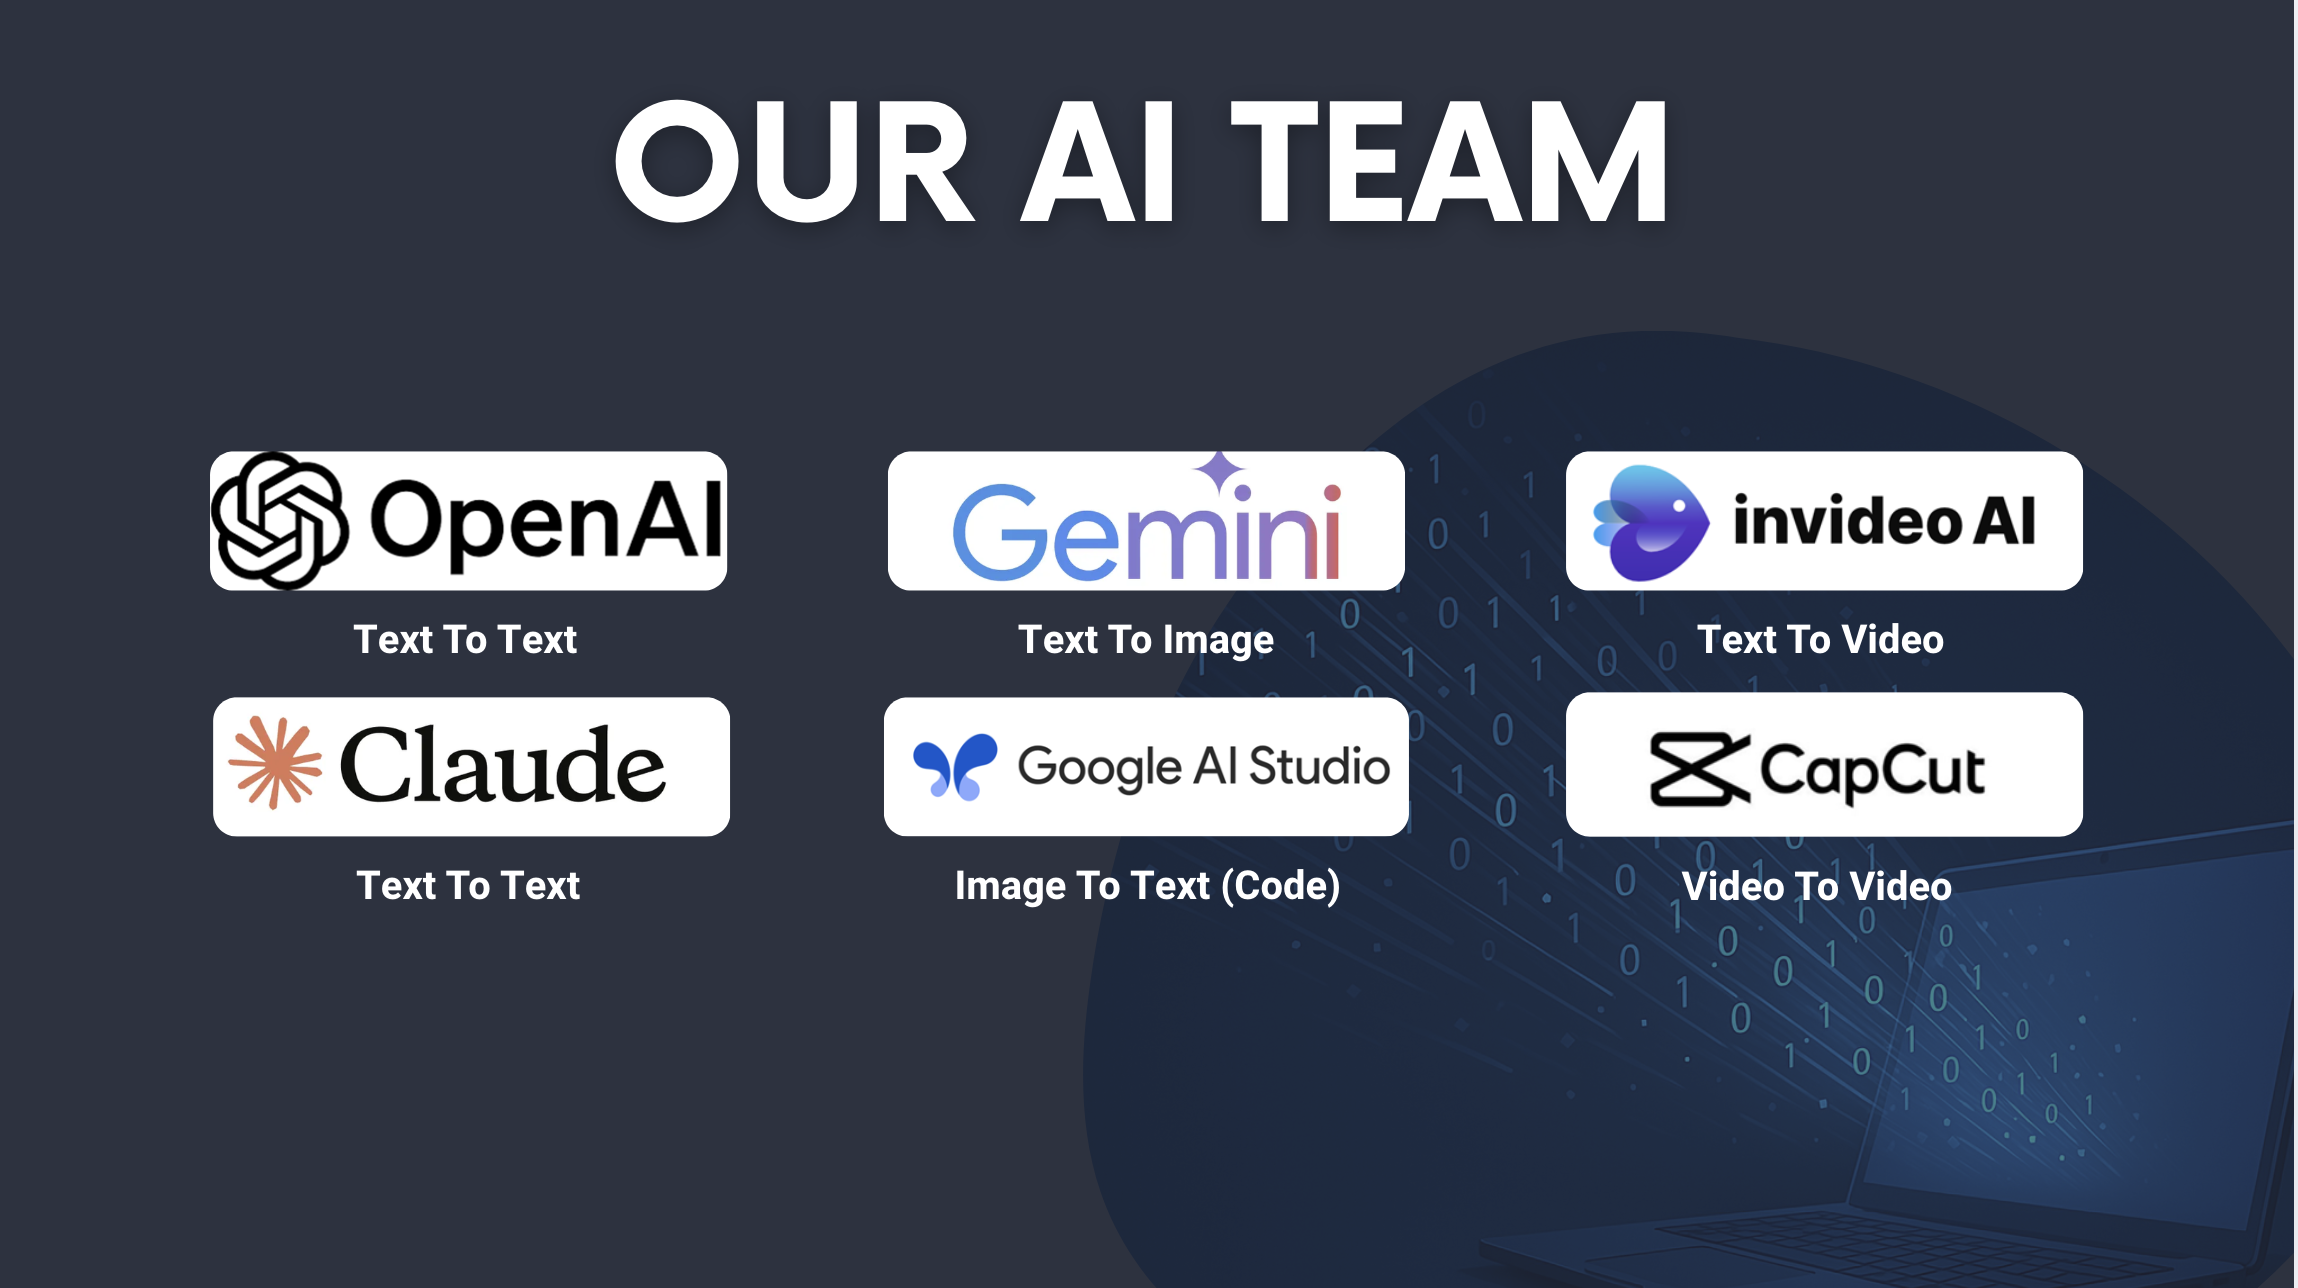 OUR AI TEAM
OpenAI
Gemini
invideo AI
Text To Text
Text To Image
Text To Video
Claude
Google AI Studio
CapCut
Text To Text
Image To Text (Code)
Video To Video